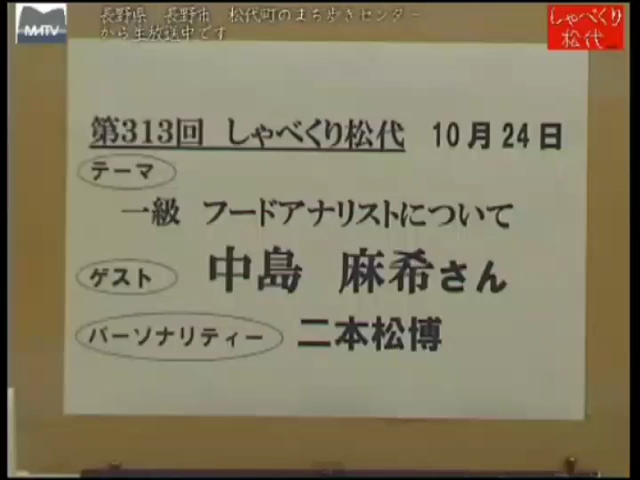 M-ITV
長野県　長野市　松代町のまち歩きセンター
から生放送中です
しゃべくり
松代
第313回　しゃべくり松代　10月24日
テーマ
一級　フードアナリストについて
ゲスト　中島　麻希さん
パーソナリティー　二本松博